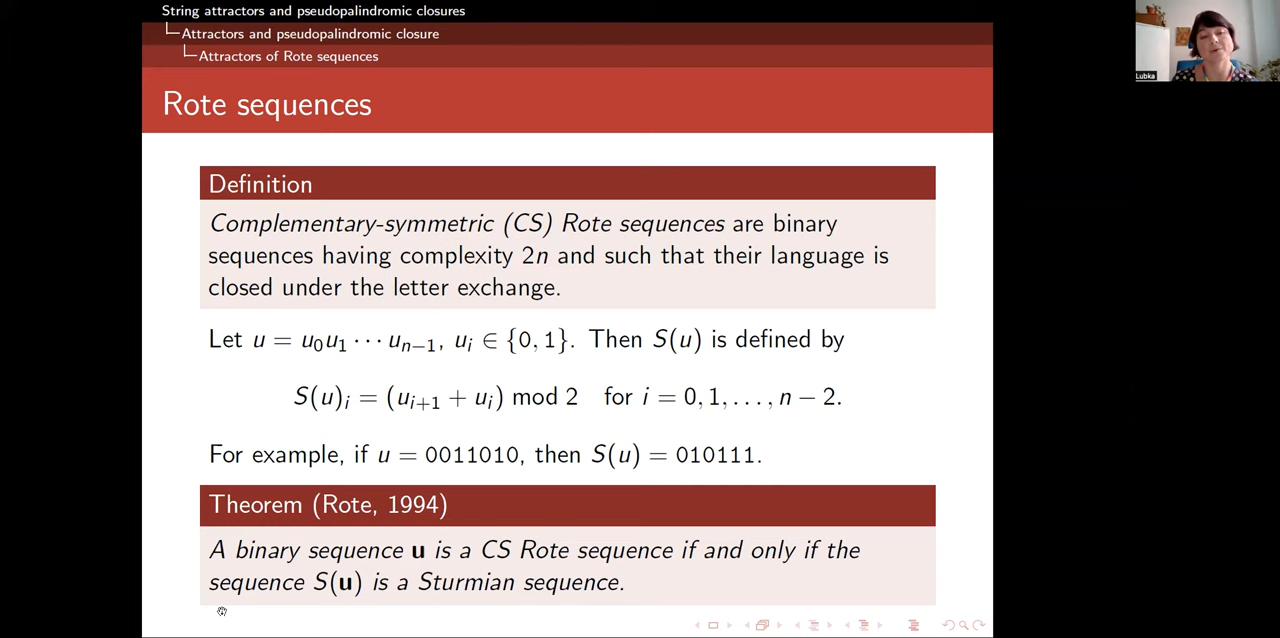 String attractors and pseudopalindromic closures
Attractors and pseudopalindromic closure
Attractors of Rote sequences
Rote sequences
Definition
Complementary-symmetric (CS) Rote sequences are binary
sequences having complexity 2n and such that their language is
closed under the letter exchange.
Let u = u₀u₁ ⋯ uₙ₋₁, uᵢ ∈ {0, 1}. Then S(u) is defined by
S(u)ᵢ = (uᵢ₊₁ + uᵢ) mod 2 for i = 0, 1, . . . , n − 2.
For example, if u = 0011010, then S(u) = 010111.
Theorem (Rote, 1994)
A binary sequence u is a CS Rote sequence if and only if the
sequence S(u) is a Sturmian sequence.
Lubka